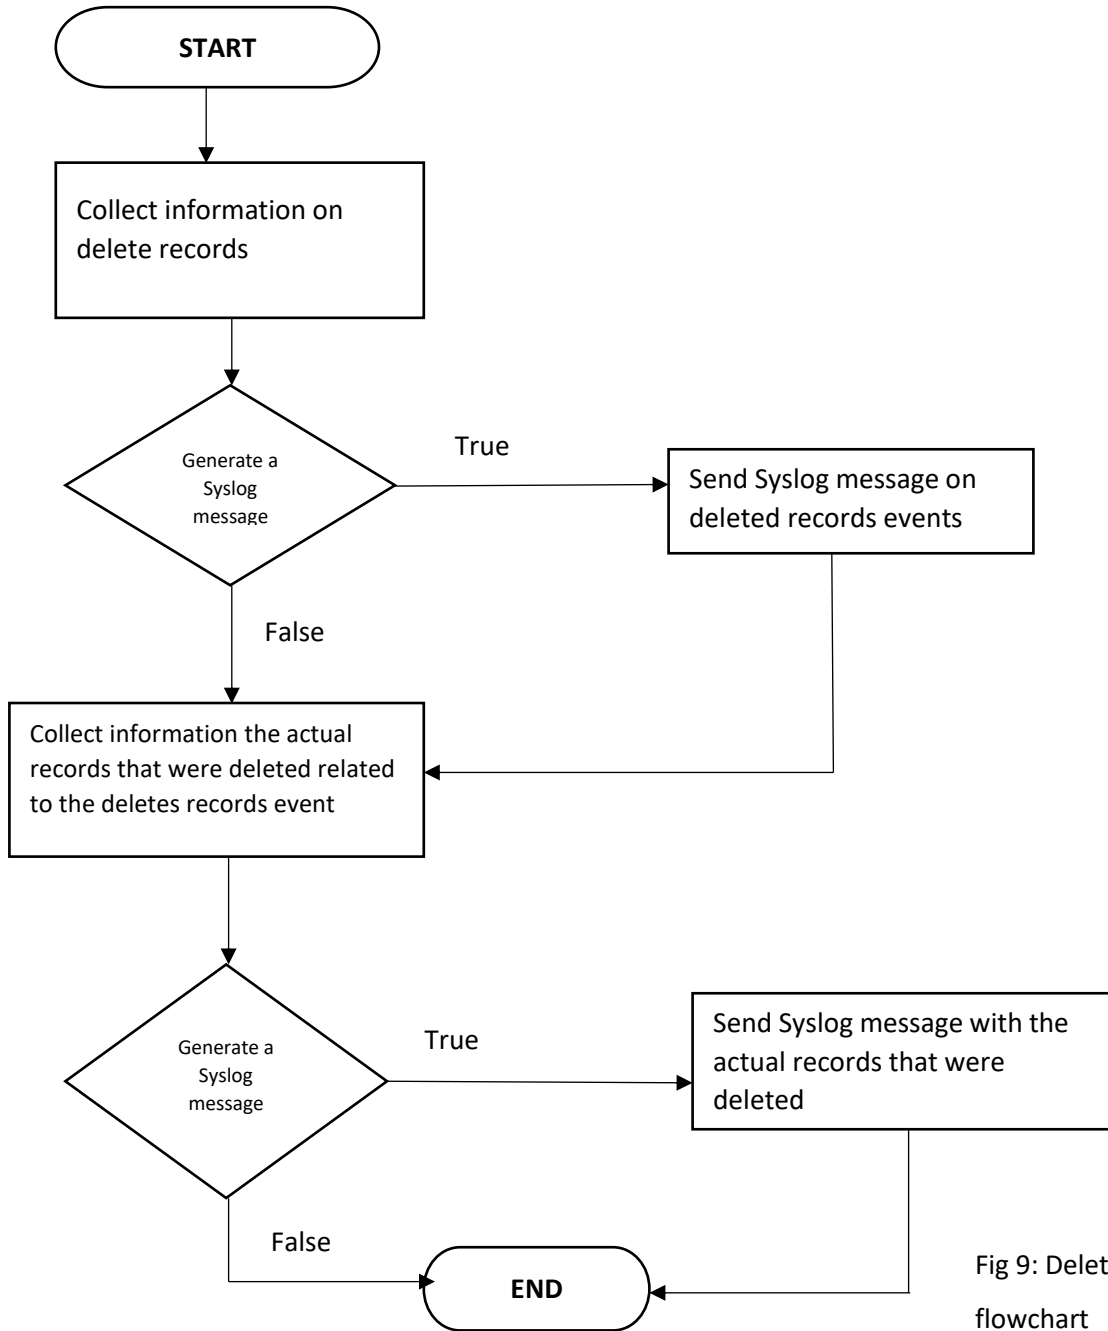 START
Collect information on
delete records
Generate a
Syslog
message
True
Send Syslog message on
deleted records events
False
Collect information the actual
records that were deleted related
to the deletes records event
Generate a
Syslog
message
True
Send Syslog message with the
actual records that were
deleted
False
END
Fig 9: Delet
flowchart